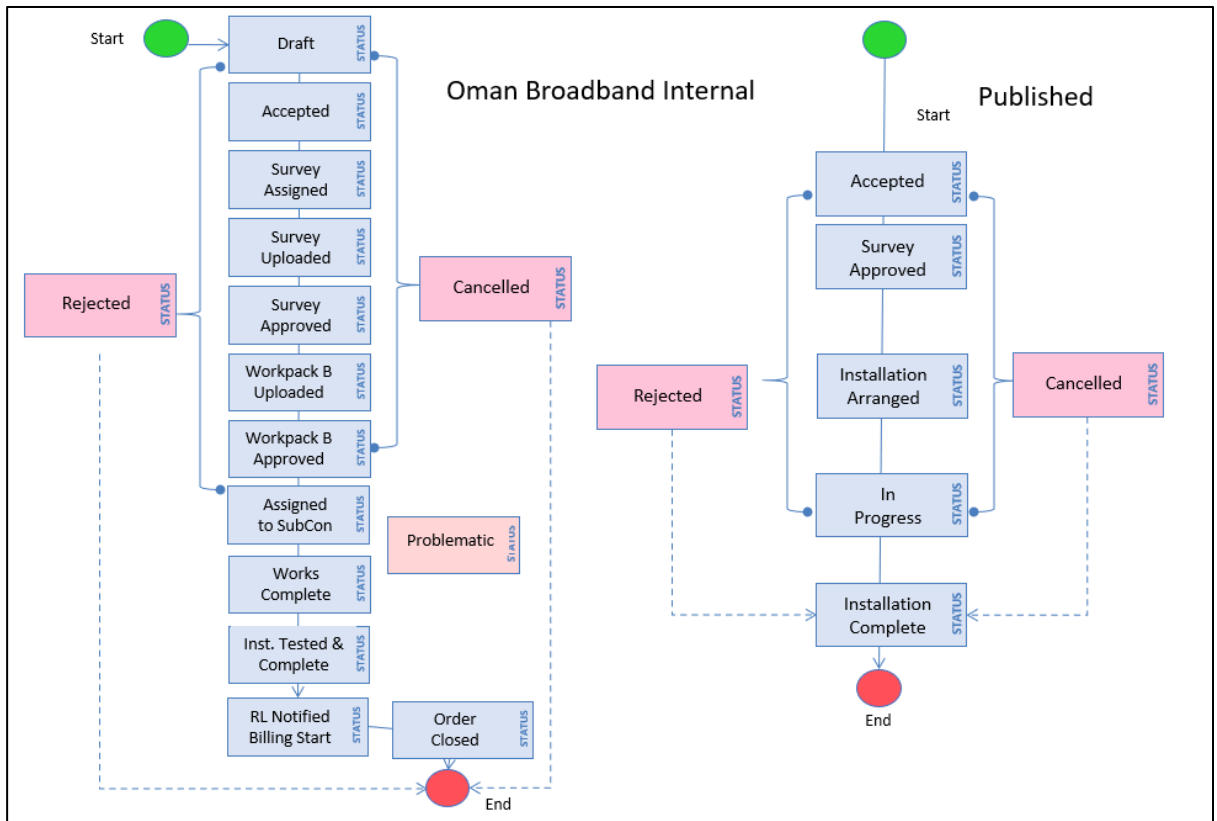 Start
Draft
STATUS
Oman Broadband Internal
Accepted
STATUS
Survey
Assigned
STATUS
Survey
Uploaded
STATUS
Rejected
STATUS
Cancelled
STATUS
Survey
Approved
STATUS
Workpack B
Uploaded
STATUS
Workpack B
Approved
STATUS
Assigned
to SubCon
STATUS
Problematic
STATUS
Works
Complete
STATUS
Inst. Tested &
Complete
STATUS
RL Notified
Billing Start
STATUS
Order
Closed
STATUS
End
Published
Start
Accepted
STATUS
Survey
Approved
STATUS
Rejected
STATUS
Installation
Arranged
STATUS
Cancelled
STATUS
In
Progress
STATUS
Installation
Complete
STATUS
End